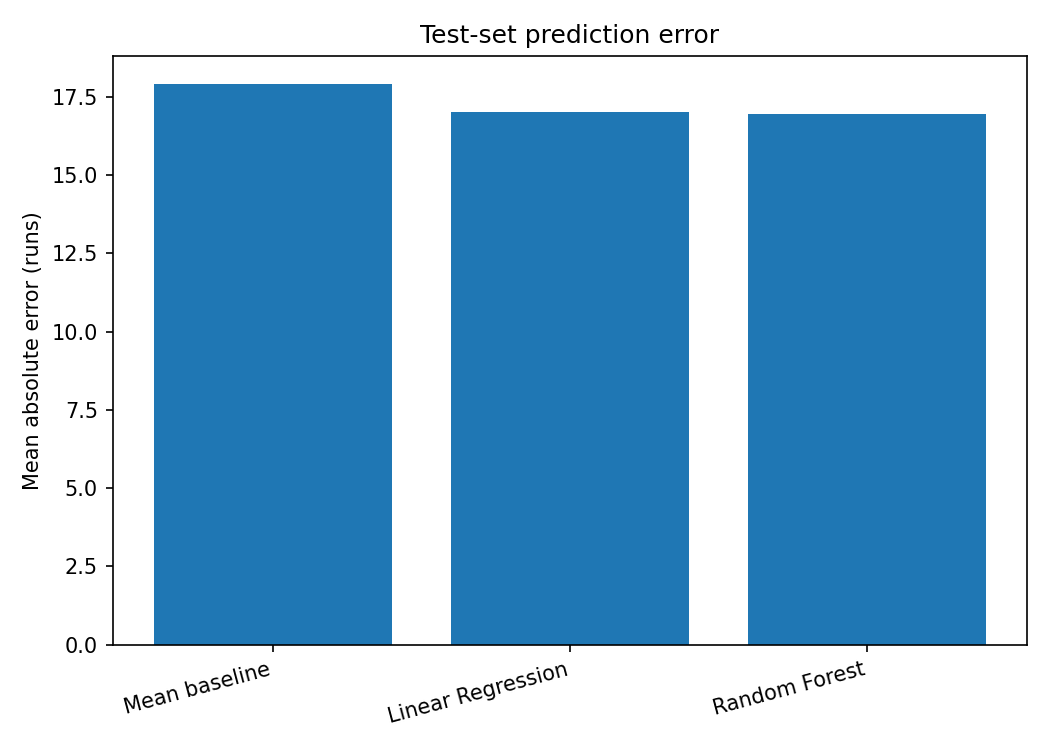 Test-set prediction error
Mean absolute error (runs)
17.5
15.0
12.5
10.0
7.5
5.0
2.5
0.0
Mean baseline
Linear Regression
Random Forest